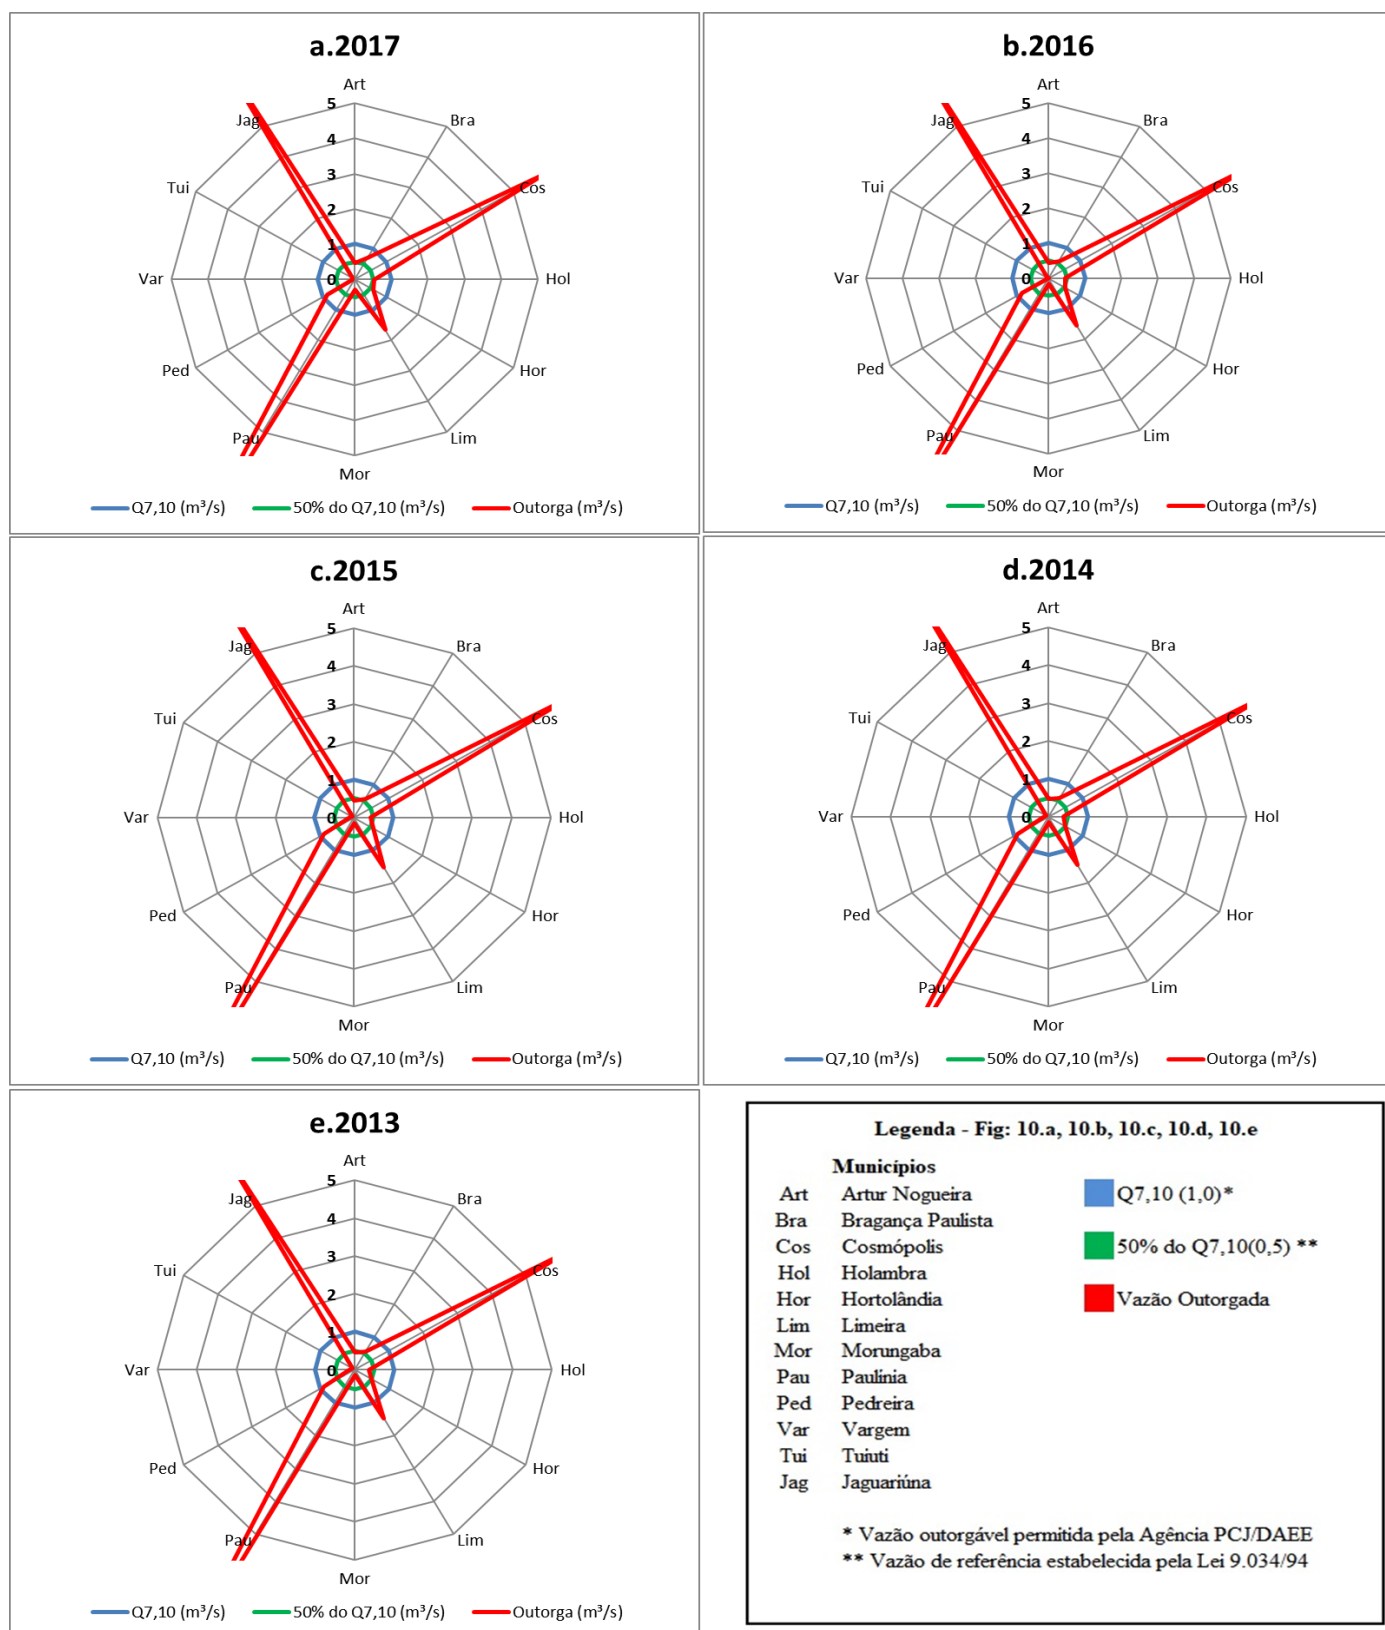 a.2017
Art
Bra
Cos
Hol
Hor
Lim
Mor
Pau
Ped
Var
Tui
Jag
5
4
3
2
1
0
Q7,10 (m³/s) 50% do Q7,10 (m³/s) Outorga (m³/s)
b.2016
Art
Bra
Cos
Hol
Hor
Lim
Mor
Pau
Ped
Var
Tui
Jag
5
4
3
2
1
0
Q7,10 (m³/s) 50% do Q7,10 (m³/s) Outorga (m³/s)
c.2015
Art
Bra
Cos
Hol
Hor
Lim
Mor
Pau
Ped
Var
Tui
Jag
5
4
3
2
1
0
Q7,10 (m³/s) 50% do Q7,10 (m³/s) Outorga (m³/s)
d.2014
Art
Bra
Cos
Hol
Hor
Lim
Mor
Pau
Ped
Var
Tui
Jag
5
4
3
2
1
0
Q7,10 (m³/s) 50% do Q7,10 (m³/s) Outorga (m³/s)
e.2013
Art
Bra
Cos
Hol
Hor
Lim
Mor
Pau
Ped
Var
Tui
Jag
5
4
3
2
1
0
Q7,10 (m³/s) 50% do Q7,10 (m³/s) Outorga (m³/s)
Legenda - Fig: 10.a, 10.b, 10.c, 10.d, 10.e
Municípios
Art Artur Nogueira
Bra Bragança Paulista
Cos Cosmópolis
Hol Holambra
Hor Hortolândia
Lim Limeira
Mor Morungaba
Pau Paulínia
Ped Pedreira
Var Vargem
Tui Tuiuti
Jag Jaguariúna
Q7,10 (1,0)*
50% do Q7,10(0,5) **
Vazão Outorgada
* Vazão outorgável permitida pela Agência PCJ/DAEE
** Vazão de referência estabelecida pela Lei 9.034/94